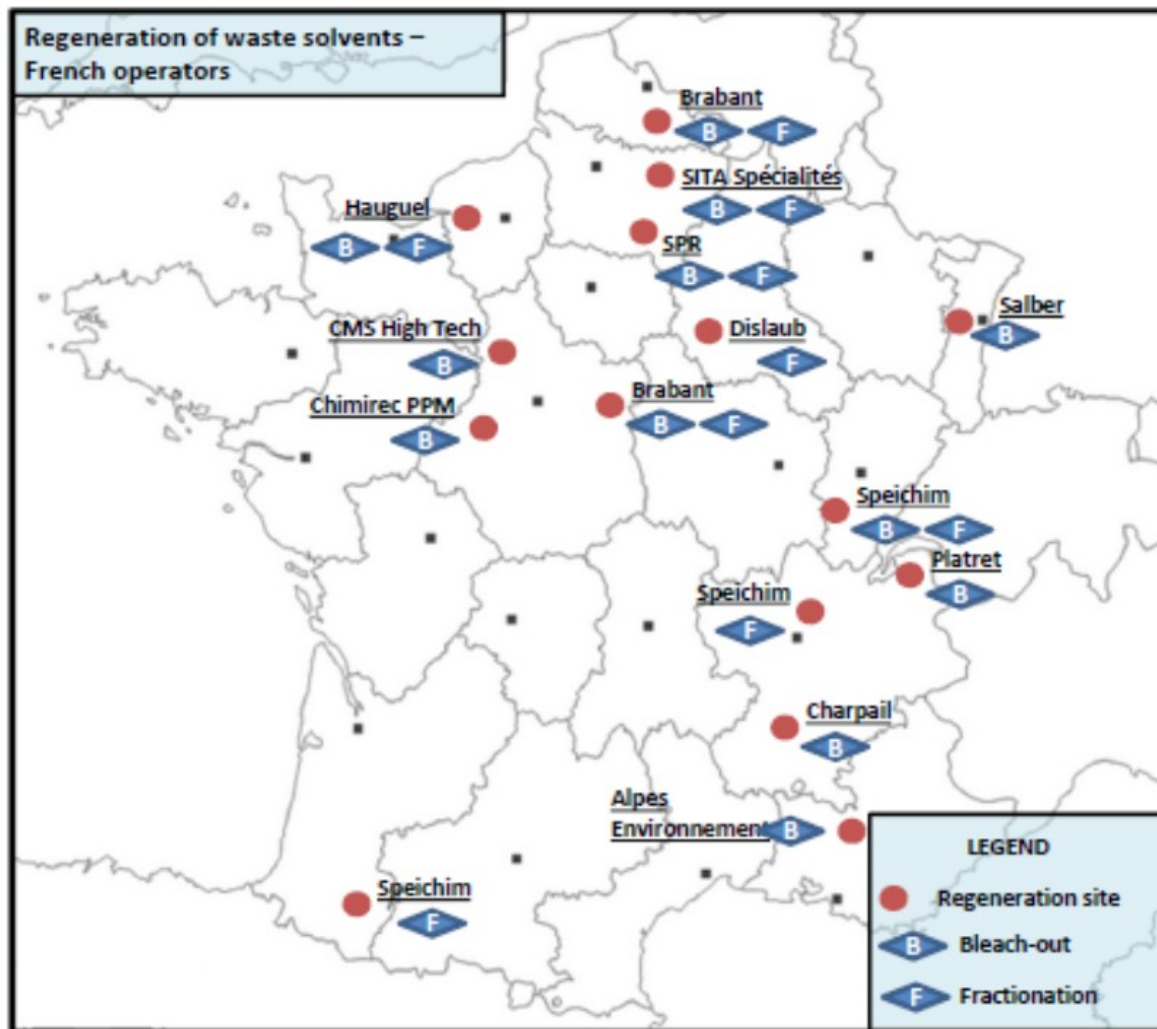 Regeneration of waste solvents –
French operators
Brabant
B F
SITA Spécialités
B F
Hauguel
B F
SPR
B F
Salber
B
CMS High Tech
B
Dislaub
F
Brabant
B F
Chimirec PPM
B
Speichim
B F
Platret
B
Speichim
F
Charpail
B
Alpes
Environnement B
Speichim
F
LEGEND
Regeneration site
B Bleach-out
F Fractionation